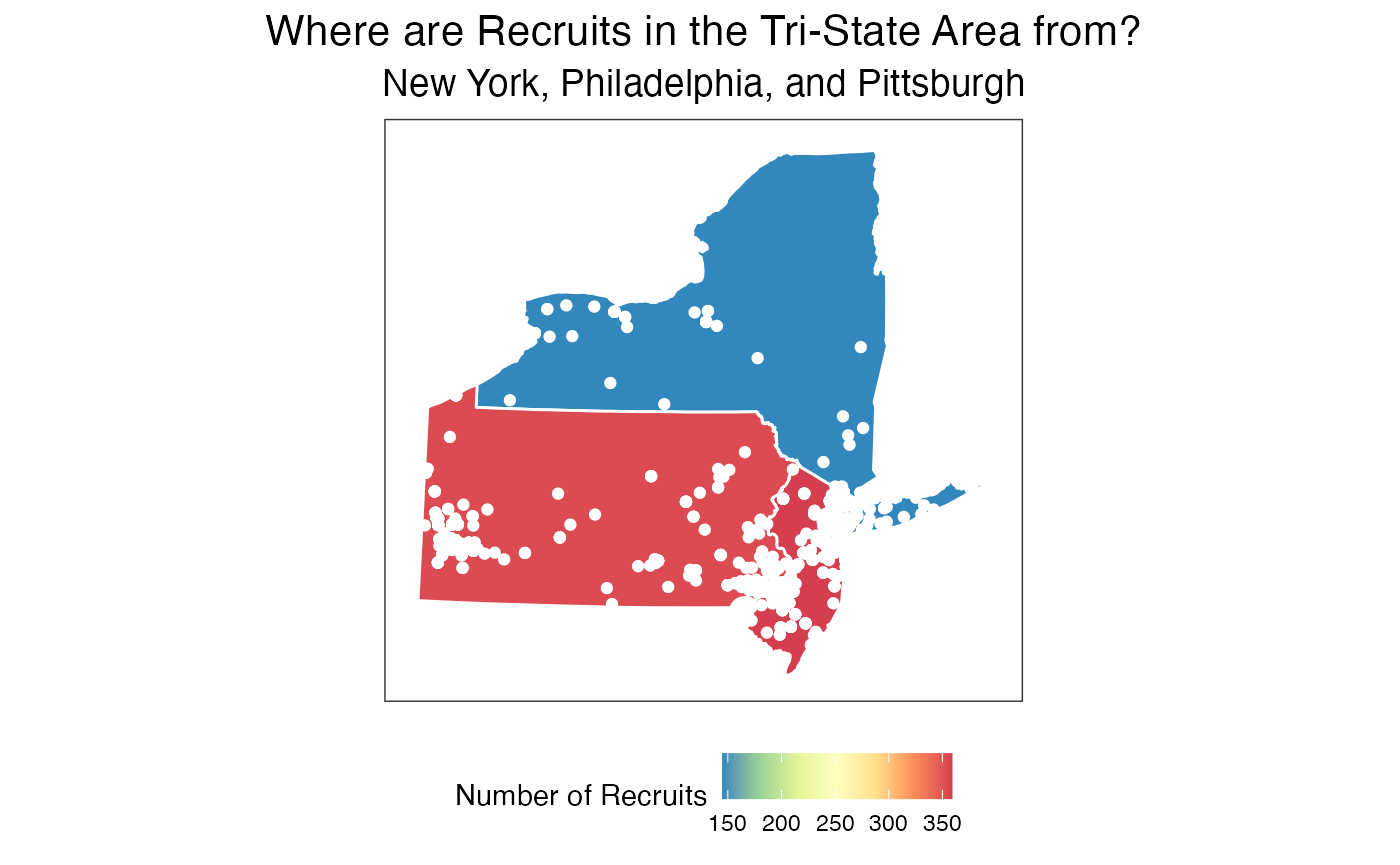 Where are Recruits in the Tri-State Area from?
New York, Philadelphia, and Pittsburgh
Number of Recruits
150 200 250 300 350